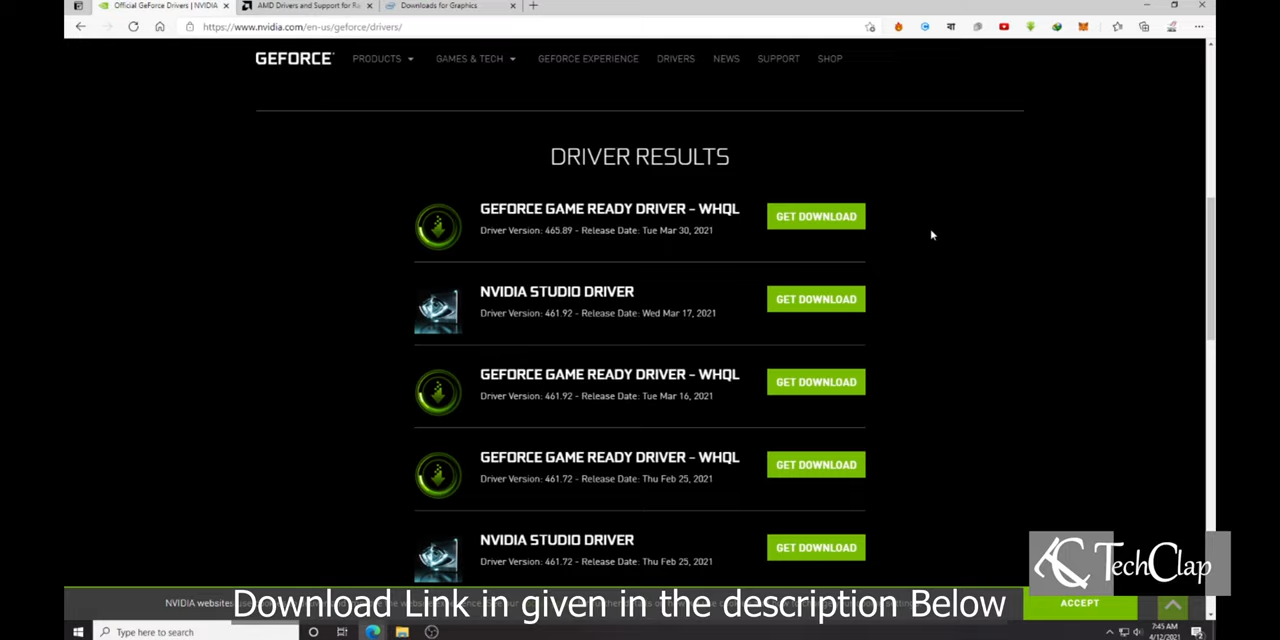 Official GeForce Drivers | NVIDIA
AMD Drivers and Support for Ra
Downloads for Graphics
https://www.nvidia.com/en-us/geforce/drivers/
GEFORCE PRODUCTS GAMES & TECH GEFORCE EXPERIENCE DRIVERS NEWS SUPPORT SHOP
DRIVER RESULTS
GEFORCE GAME READY DRIVER - WHQL
Driver Version: 465.89 - Release Date: Tue Mar 30, 2021
GET DOWNLOAD
NVIDIA STUDIO DRIVER
Driver Version: 461.92 - Release Date: Wed Mar 17, 2021
GET DOWNLOAD
GEFORCE GAME READY DRIVER - WHQL
Driver Version: 461.92 - Release Date: Tue Mar 16, 2021
GET DOWNLOAD
GEFORCE GAME READY DRIVER - WHQL
Driver Version: 461.72 - Release Date: Thu Feb 25, 2021
GET DOWNLOAD
NVIDIA STUDIO DRIVER
Driver Version: 461.72 - Release Date: Thu Feb 25, 2021
GET DOWNLOAD
TechClap
NVIDIA websites
Download Link in given in the description Below
ACCEPT
Type here to search
7:45 AM
4/12/2021